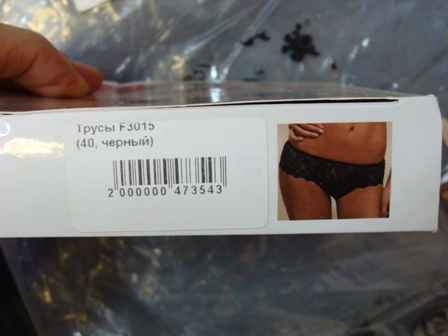 Трусы F3015
(40, черный)
2 000000 473543